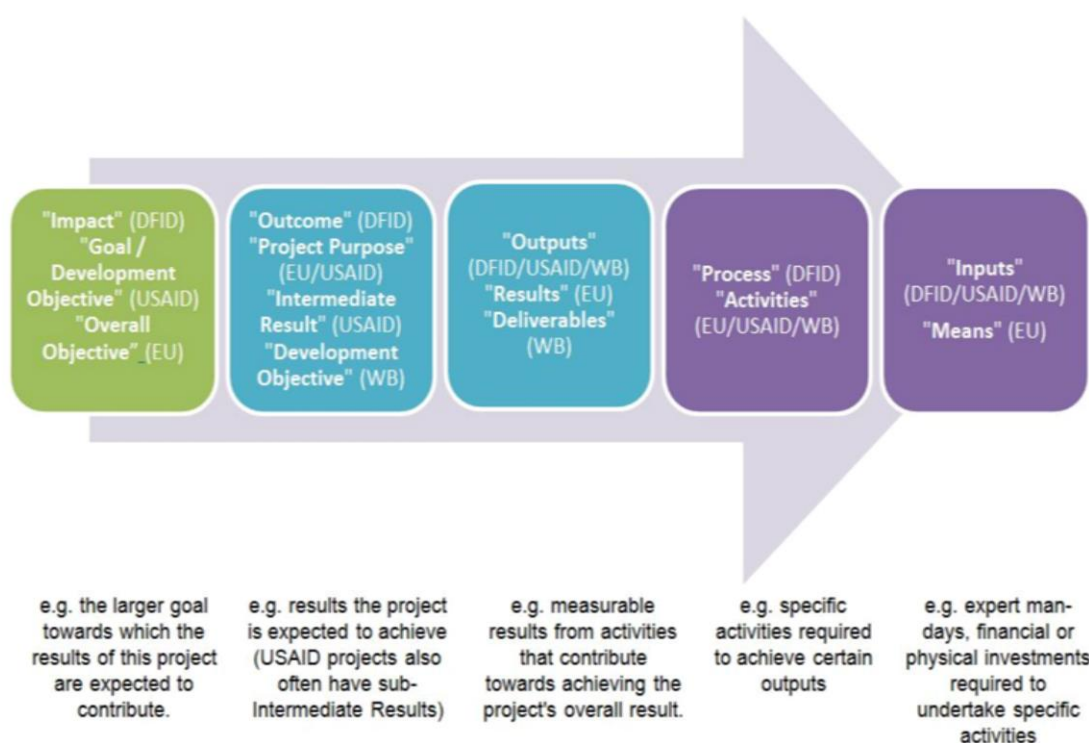 "Impact" (DFID)
"Goal /
Development
Objective" (USAID)
"Overall
Objective" (EU)
"Outcome" (DFID)
"Project Purpose"
(EU/USAID)
"Intermediate
Result" (USAID)
"Development
Objective" (WB)
"Outputs"
(DFID/USAID/WB)
"Results" (EU)
"Deliverables"
(WB)
"Process" (DFID)
"Activities"
(EU/USAID/WB)
"Inputs"
(DFID/USAID/WB)
"Means" (EU)
e.g. the larger goal
towards which the
results of this project
are expected to
contribute.
e.g. results the project
is expected to achieve
(USAID projects also
often have sub-
Intermediate Results)
e.g. measurable
results from activities
that contribute
towards achieving the
project's overall result.
e.g. specific
activities required
to achieve certain
outputs
e.g. expert man-
days, financial or
physical investments
required to
undertake specific
activities